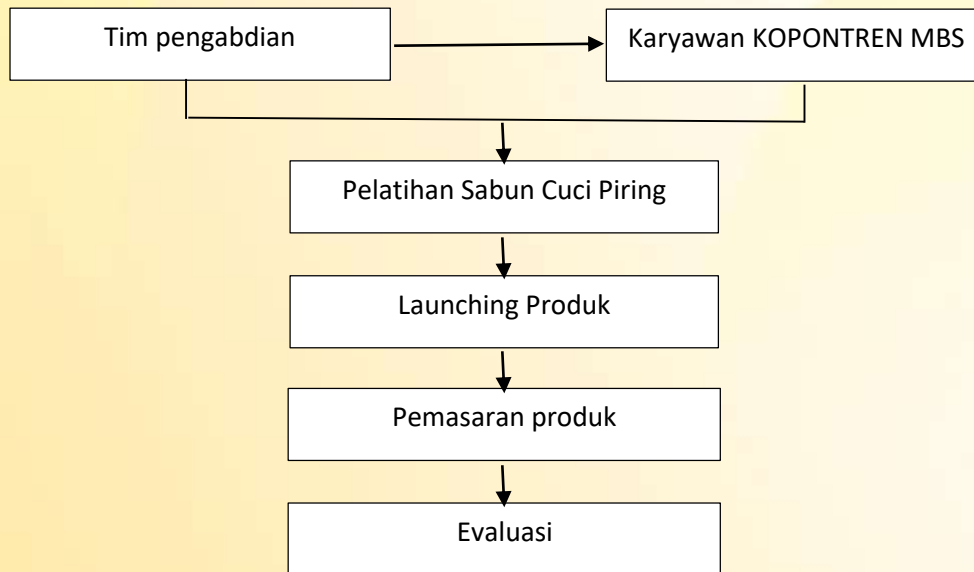 Tim pengabdian
Karyawan KOPONTREN MBS
Pelatihan Sabun Cuci Piring
Launching Produk
Pemasaran produk
Evaluasi